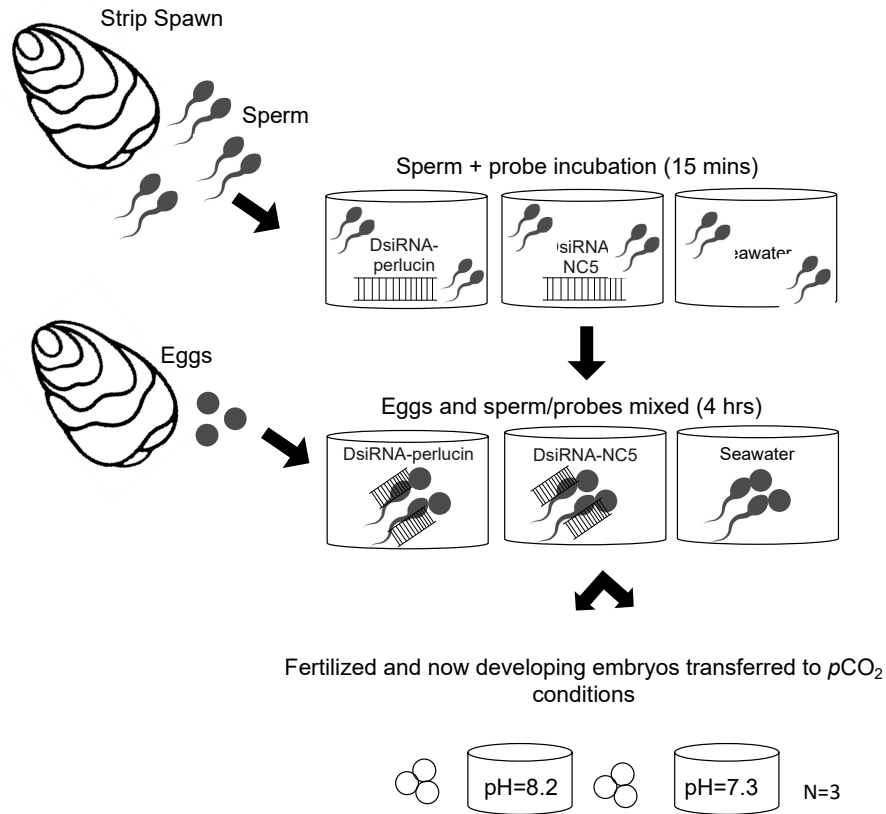 Strip Spawn
Sperm
Sperm + probe incubation (15 mins)
DsiRNA-
perlucin
siRNA
NC5
eawater
Eggs
Eggs and sperm/probes mixed (4 hrs)
DsiRNA-perlucin
DsiRNA-NC5
Seawater
Fertilized and now developing embryos transferred to pCO₂
conditions
pH=8.2
pH=7.3
N=3